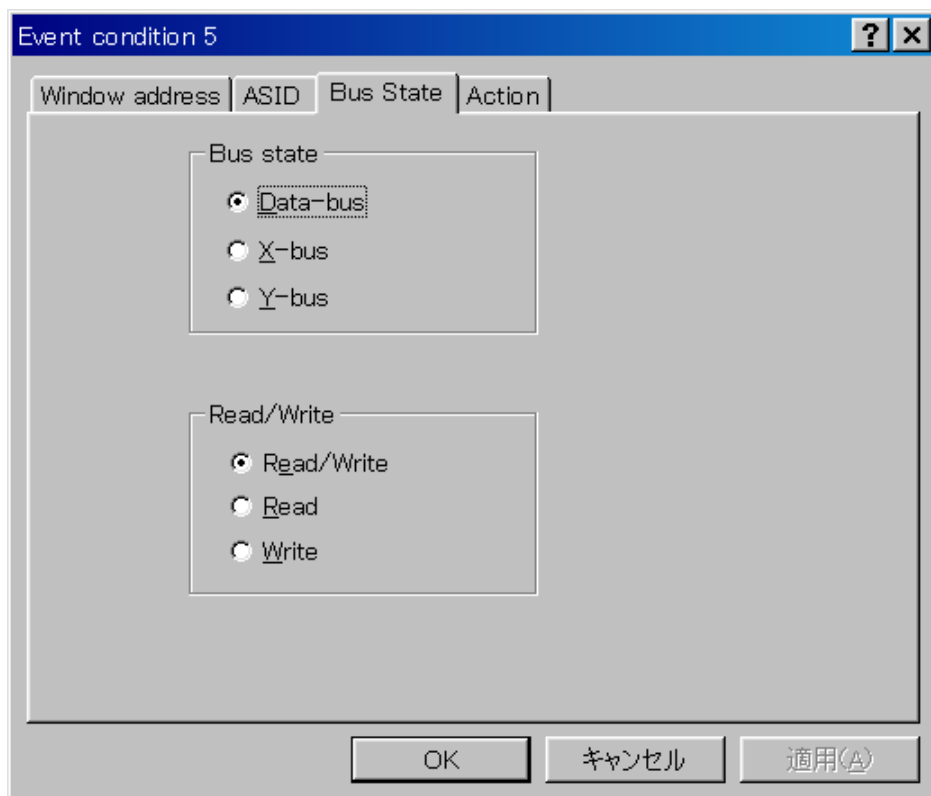 Event condition 5
Window address ASID Bus State Action
Bus state
Data-bus
X-bus
Y-bus
Read/Write
Read/Write
Read
Write
OK キャンセル 適用(A)